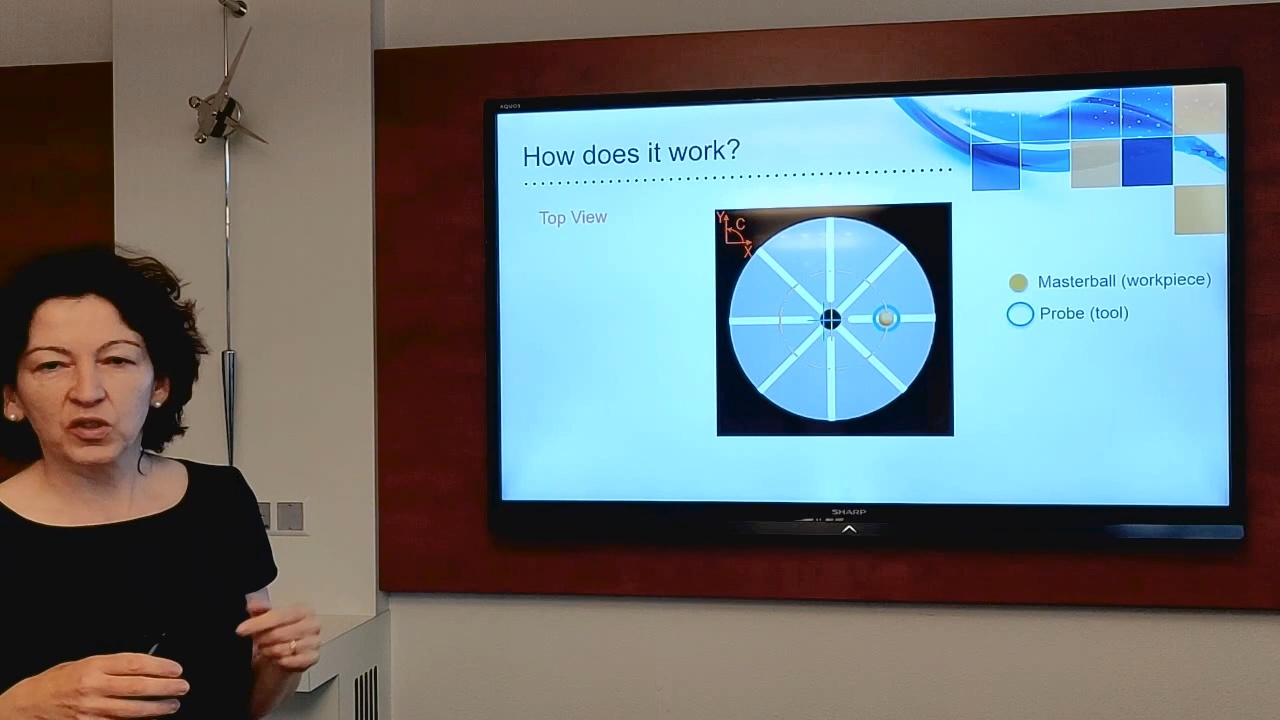 AQUOS
How does it work?
Top View
Y
C
X
Masterball (workpiece)
Probe (tool)
SHARP